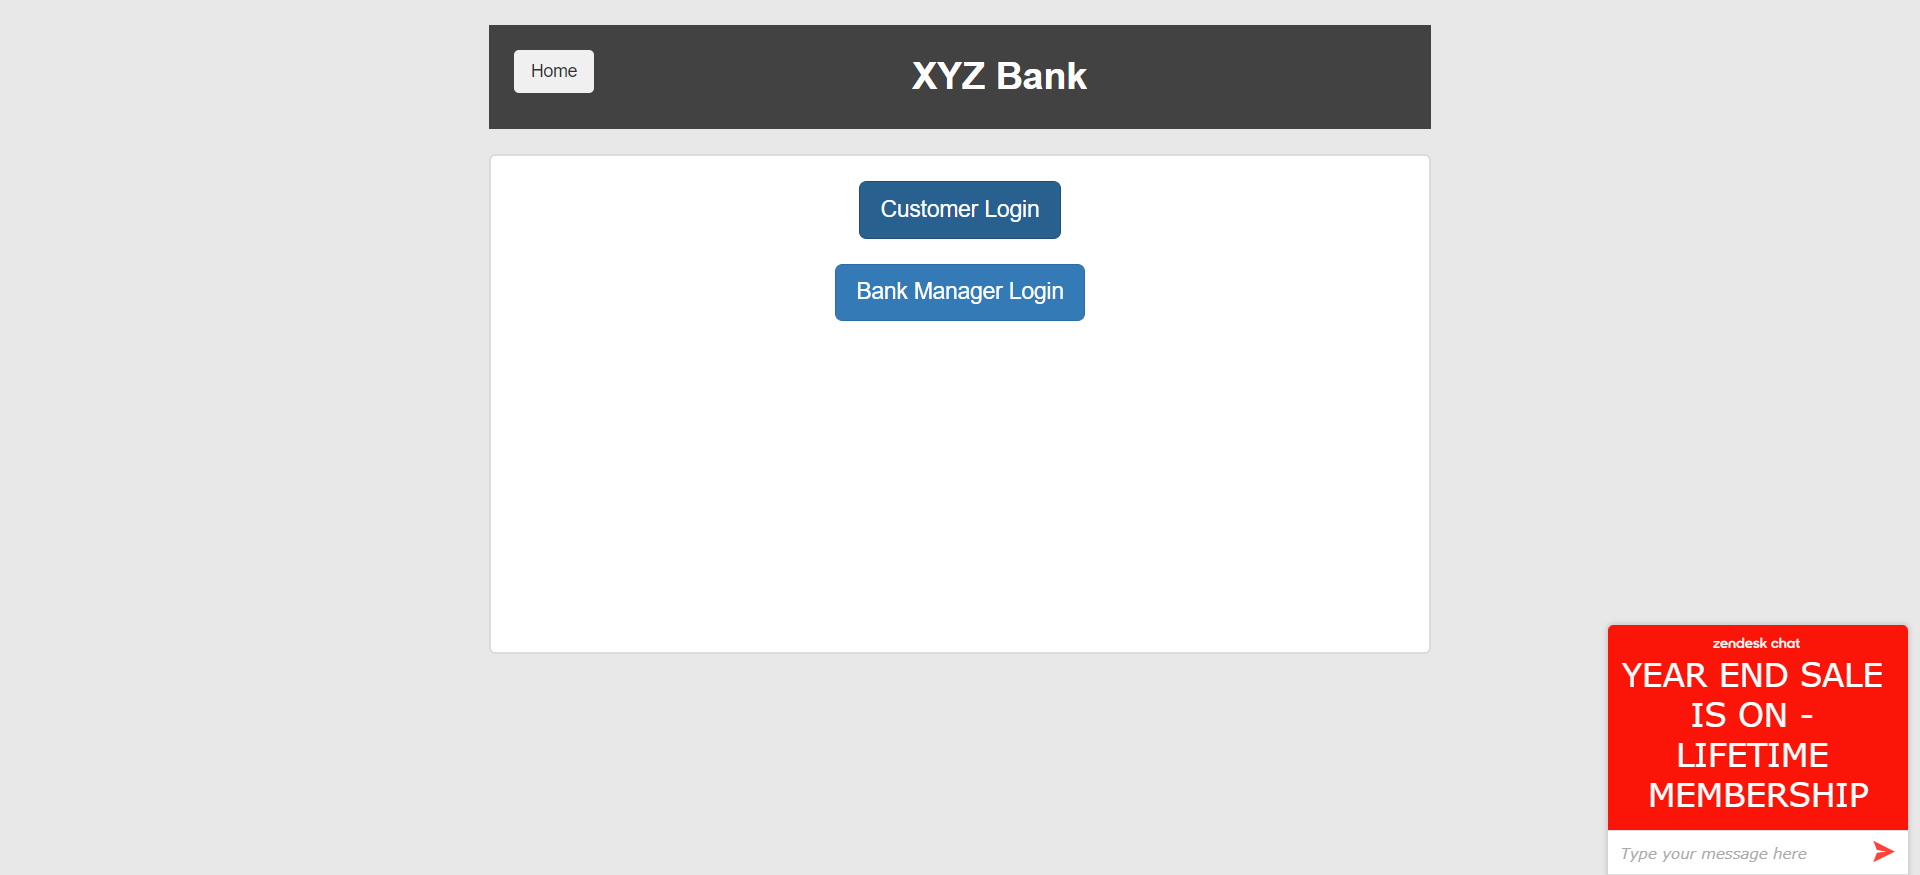 Home
XYZ Bank
Customer Login
Bank Manager Login
zendesk chat
YEAR END SALE
IS ON -
LIFETIME
MEMBERSHIP
Type your message here